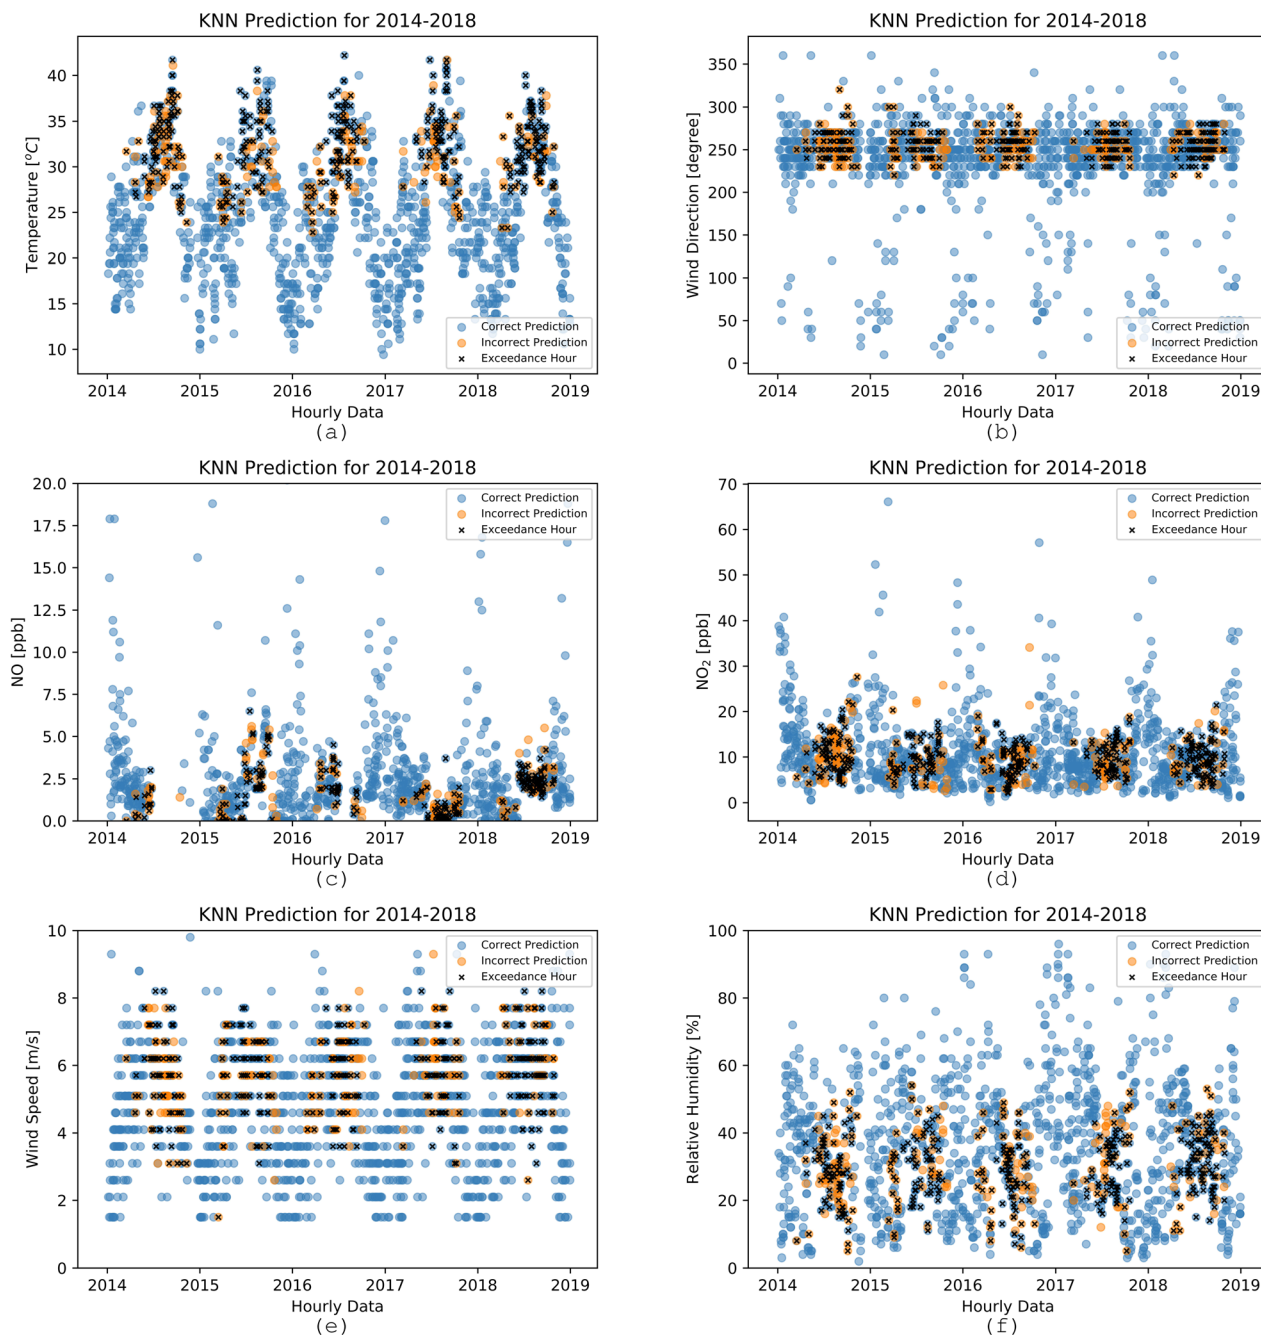 KNN Prediction for 2014-2018
40
35
30
25
20
15
10
Temperature [°C]
Correct Prediction
Incorrect Prediction
Exceedance Hour
2014 2015 2016 2017 2018 2019
Hourly Data
(a)
KNN Prediction for 2014-2018
350
300
250
200
150
100
50
0
Wind Direction [degree]
Correct Prediction
Incorrect Prediction
Exceedance Hour
2014 2015 2016 2017 2018 2019
Hourly Data
(b)
KNN Prediction for 2014-2018
20.0
17.5
15.0
12.5
10.0
7.5
5.0
2.5
0.0
NO [ppb]
Correct Prediction
Incorrect Prediction
Exceedance Hour
2014 2015 2016 2017 2018 2019
Hourly Data
(c)
KNN Prediction for 2014-2018
70
60
50
40
30
20
10
0
NO₂ [ppb]
Correct Prediction
Incorrect Prediction
Exceedance Hour
2014 2015 2016 2017 2018 2019
Hourly Data
(d)
KNN Prediction for 2014-2018
10
8
6
4
2
0
Wind Speed [m/s]
Correct Prediction
Incorrect Prediction
Exceedance Hour
2014 2015 2016 2017 2018 2019
Hourly Data
(e)
KNN Prediction for 2014-2018
100
80
60
40
20
0
Relative Humidity [%]
Correct Prediction
Incorrect Prediction
Exceedance Hour
2014 2015 2016 2017 2018 2019
Hourly Data
(f)